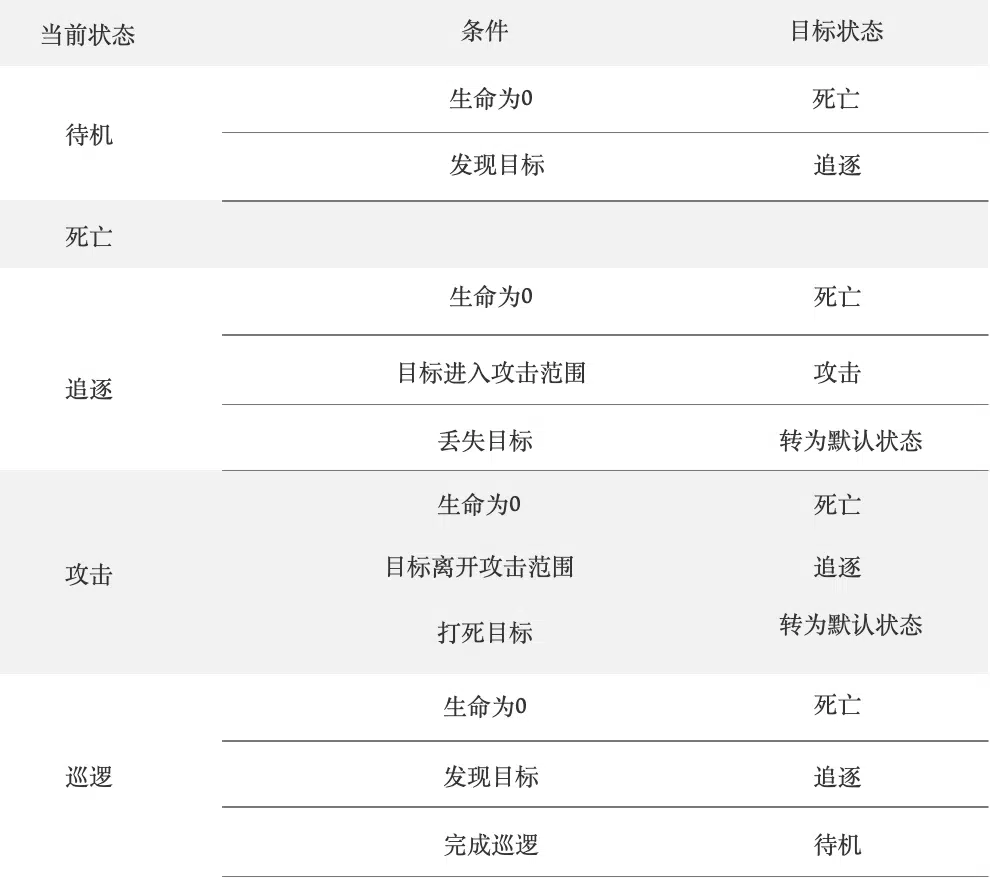 当前状态 条件 目标状态
待机
生命为0 死亡
发现目标 追逐
死亡
追逐
生命为0 死亡
目标进入攻击范围 攻击
丢失目标 转为默认状态
攻击
生命为0 死亡
目标离开攻击范围 追逐
打死目标 转为默认状态
巡逻
生命为0 死亡
发现目标 追逐
完成巡逻 待机